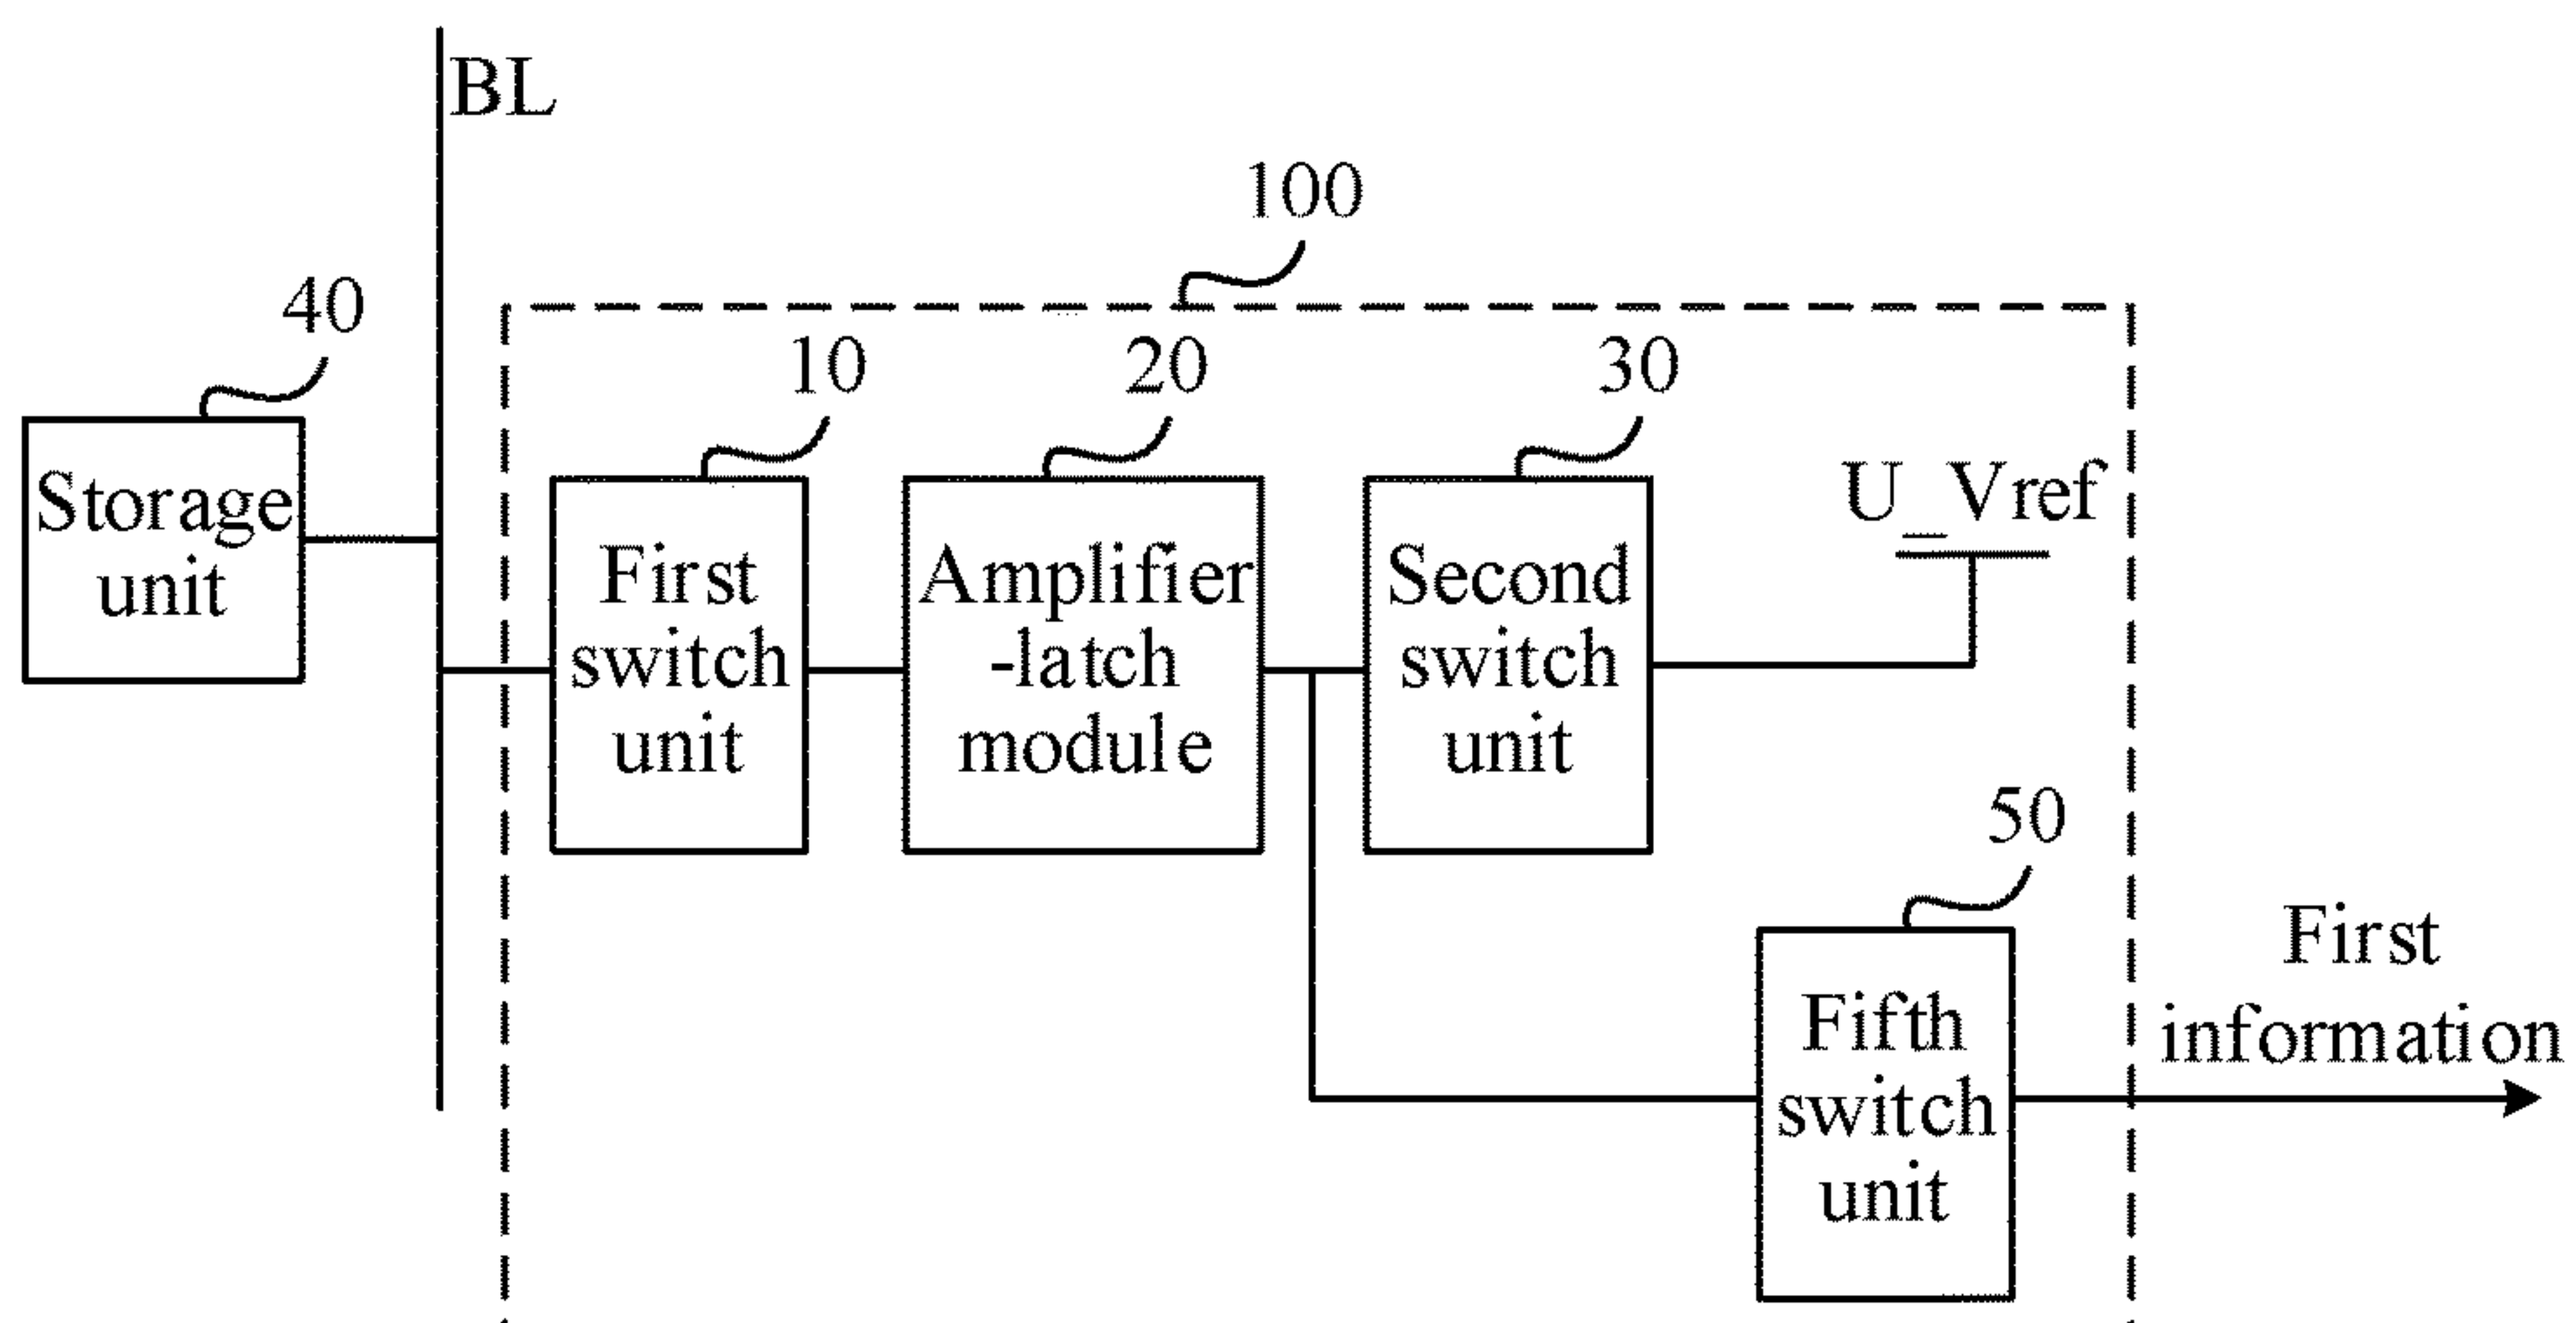 BL
100
40
10
20
30
Storage
unit
First
switch
unit
Amplifier
-latch
module
Second
switch
unit
U_Vref
50
Fifth
switch
unit
First
information